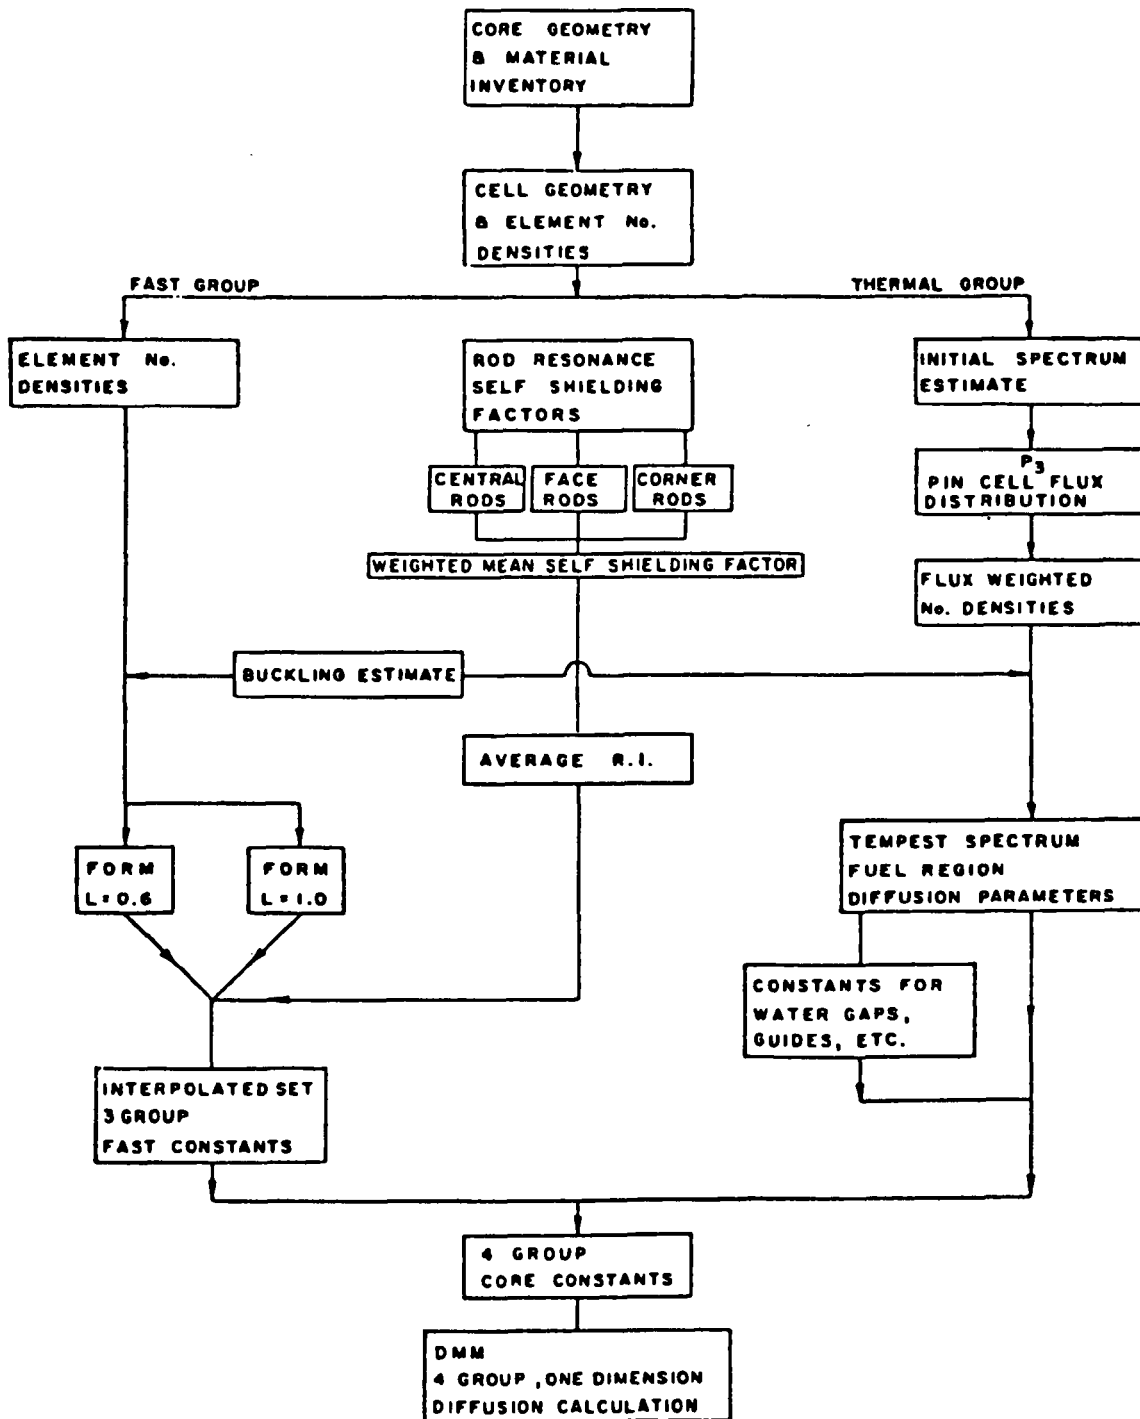 CORE GEOMETRY
& MATERIAL
INVENTORY
CELL GEOMETRY
& ELEMENT No.
DENSITIES
FAST GROUP
THERMAL GROUP
ELEMENT No.
DENSITIES
ROD RESONANCE
SELF SHIELDING
FACTORS
INITIAL SPECTRUM
ESTIMATE
CENTRAL
RODS
FACE
RODS
CORNER
RODS
P3
PIN CELL FLUX
DISTRIBUTION
WEIGHTED MEAN SELF SHIELDING FACTOR
FLUX WEIGHTED
No. DENSITIES
BUCKLING ESTIMATE
AVERAGE R.I.
FORM
L=0.6
FORM
L=1.0
TEMPEST SPECTRUM
FUEL REGION
DIFFUSION PARAMETERS
CONSTANTS FOR
WATER GAPS,
GUIDES, ETC.
INTERPOLATED SET
3 GROUP
FAST CONSTANTS
4 GROUP
CORE CONSTANTS
DMM
4 GROUP, ONE DIMENSION
DIFFUSION CALCULATION